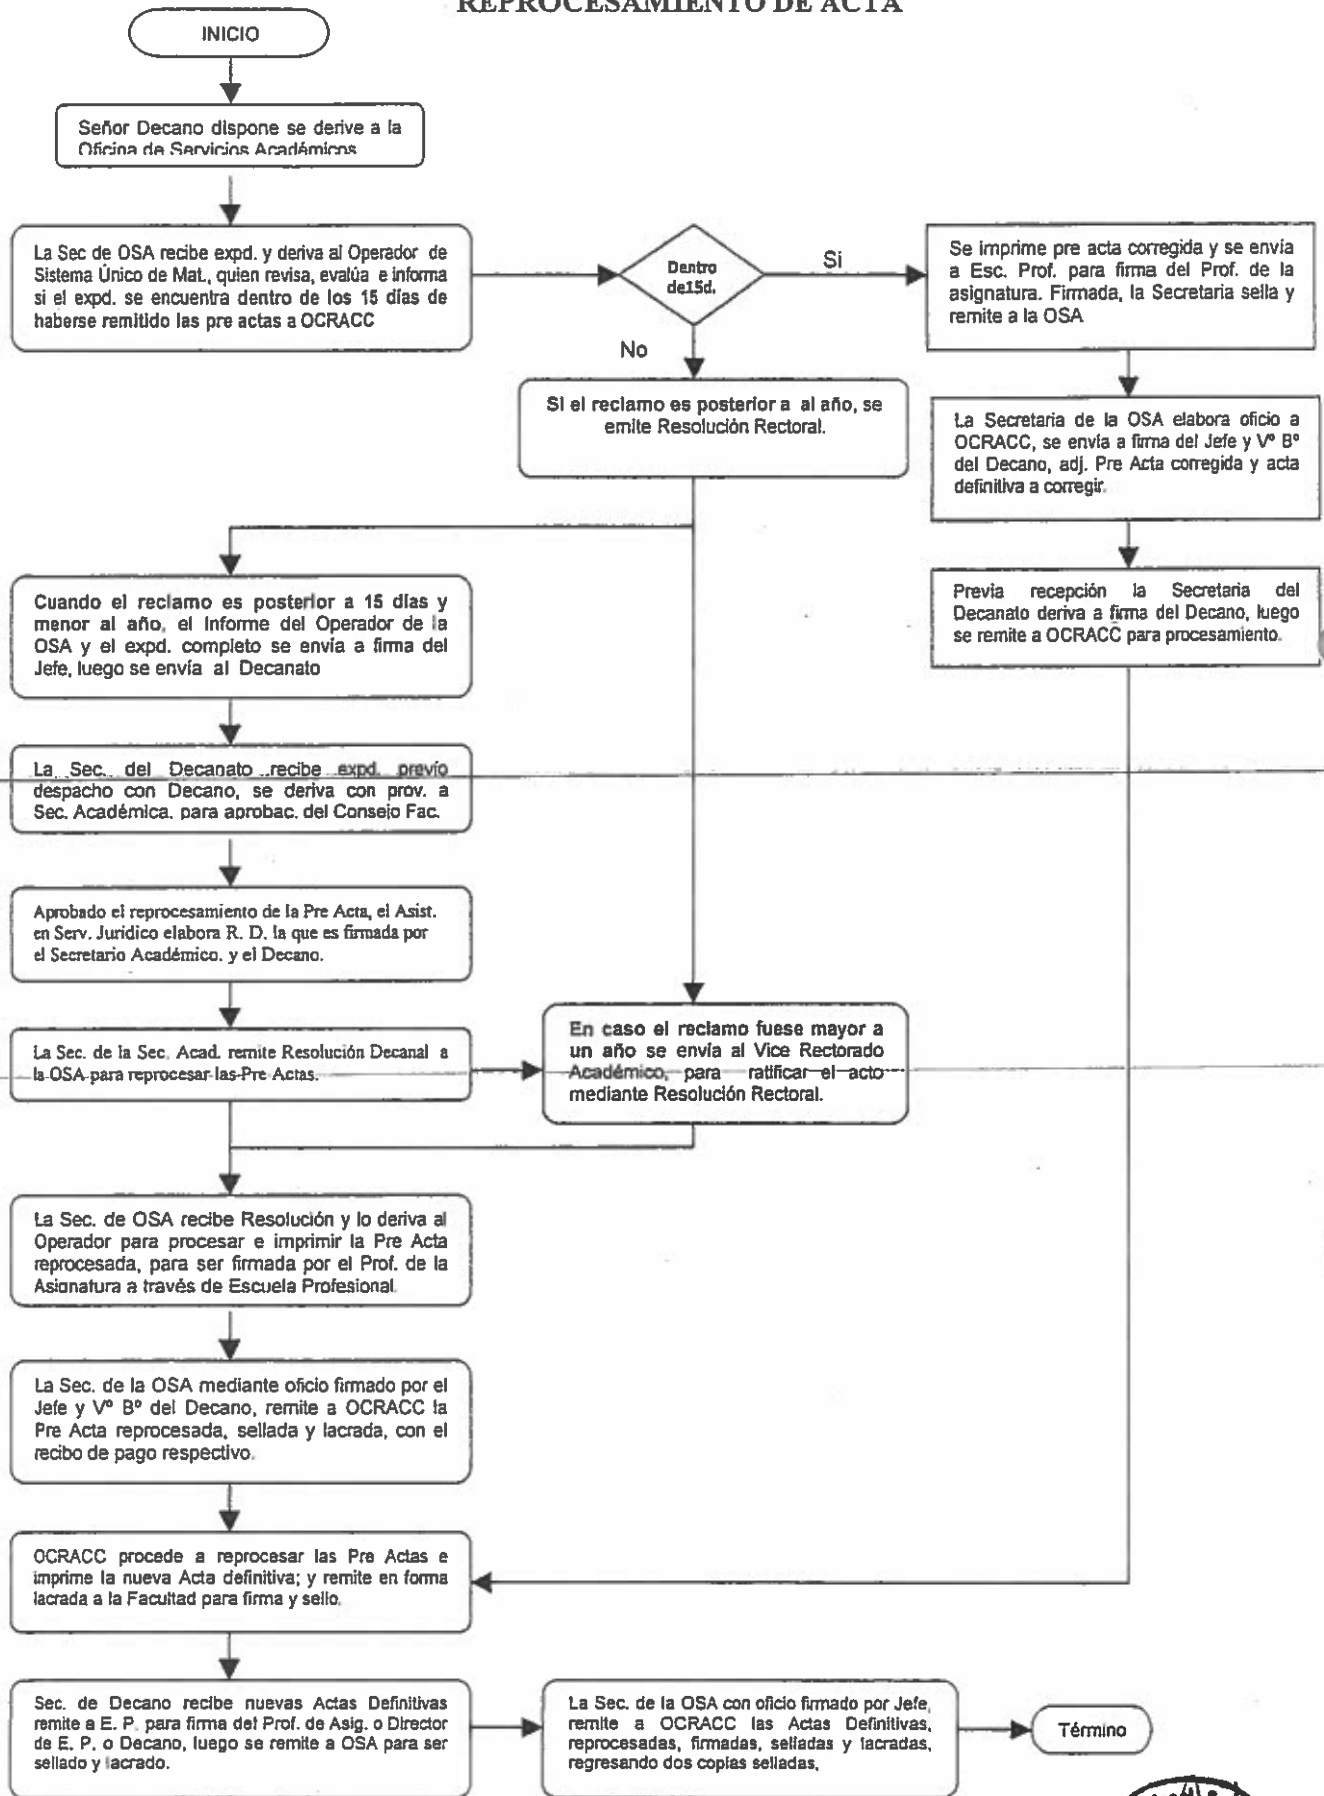 REPROCESAMIENTO DE ACTA
INICIO
Señor Decano dispone se derive a la
Oficina de Servicios Académicos
La Sec de OSA recibe expd. y deriva al Operador de
Sistema Único de Mat., quien revisa, evalúa e informa
si el expd. se encuentra dentro de los 15 días de
haberse remitido las pre actas a OCRACC
Dentro
de15d.
Si
No
Se imprime pre acta corregida y se envía
a Esc. Prof. para firma del Prof. de la
asignatura. Firmada, la Secretaria sella y
remite a la OSA
Si el reclamo es posterior a al año, se
emite Resolución Rectoral.
La Secretaria de la OSA elabora oficio a
OCRACC, se envía a firma del Jefe y Vº Bº
del Decano, adj. Pre Acta corregida y acta
definitiva a corregir.
Previa recepción la Secretaria del
Decanato deriva a firma del Decano, luego
se remite a OCRACC para procesamiento.
Cuando el reclamo es posterior a 15 días y
menor al año, el Informe del Operador de la
OSA y el expd. completo se envía a firma del
Jefe, luego se envía al Decanato
La Sec. del Decanato recibe expd. previo
despacho con Decano, se deriva con prov. a
Sec. Académica. para aprobac. del Consejo Fac.
Aprobado el reprocesamiento de la Pre Acta, el Asist.
en Serv. Juridico elabora R. D. la que es firmada por
el Secretario Académico. y el Decano.
La Sec. de la Sec. Acad. remite Resolución Decanal a
la OSA para reprocesar las Pre Actas.
En caso el reclamo fuese mayor a
un año se envía al Vice Rectorado
Académico, para ratificar el acto
mediante Resolución Rectoral.
La Sec. de OSA recibe Resolución y lo deriva al
Operador para procesar e imprimir la Pre Acta
reprocesada, para ser firmada por el Prof. de la
Asignatura a través de Escuela Profesional.
La Sec. de la OSA mediante oficio firmado por el
Jefe y Vº Bº del Decano, remite a OCRACC la
Pre Acta reprocesada, sellada y lacrada, con el
recibo de pago respectivo.
OCRACC procede a reprocesar las Pre Actas e
imprime la nueva Acta definitiva; y remite en forma
lacrada a la Facultad para firma y sello.
Sec. de Decano recibe nuevas Actas Definitivas
remite a E. P. para firma del Prof. de Asig. o Director
de E. P. o Decano, luego se remite a OSA para ser
sellado y lacrado.
La Sec. de la OSA con oficio firmado por Jefe,
remite a OCRACC las Actas Definitivas,
reprocesadas, firmadas, selladas y lacradas,
regresando dos copias selladas,
Término